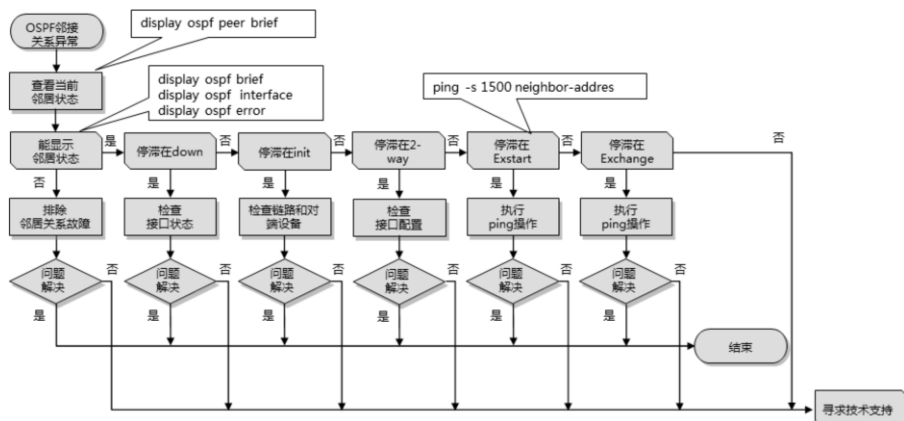 OSPF邻接
关系异常
display ospf peer brief
查看当前
邻居状态
display ospf brief
display ospf interface
display ospf error
ping -s 1500 neighbor-addres
能显示
邻居状态
是
停滞在down
否
停滞在init
否
停滞在2-
way
否
停滞在
Exstart
否
停滞在
Exchange
否
否
是
是
是
是
是
排除
邻居关系故障
检查
接口状态
检查链路和对
端设备
检查
接口配置
执行
ping操作
执行
ping操作
问题
解决
否
问题
解决
否
问题
解决
否
问题
解决
否
问题
解决
否
问题
解决
否
是
是
是
是
是
是
结束
寻求技术支持